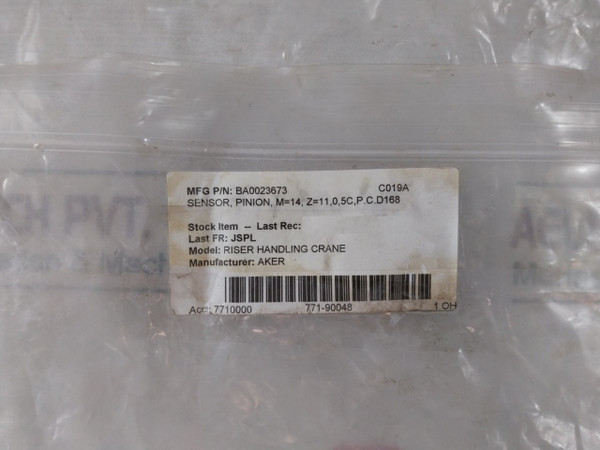 MFG P/N: BA0023673 C019A
SENSOR, PINION, M=14, Z=11,0,5C,P.C.D168
Stock Item -- Last Rec:
Last FR: JSPL
Model: RISER HANDLING CRANE
Manufacturer: AKER
Acc#: 7710000 771-90048 1 OH